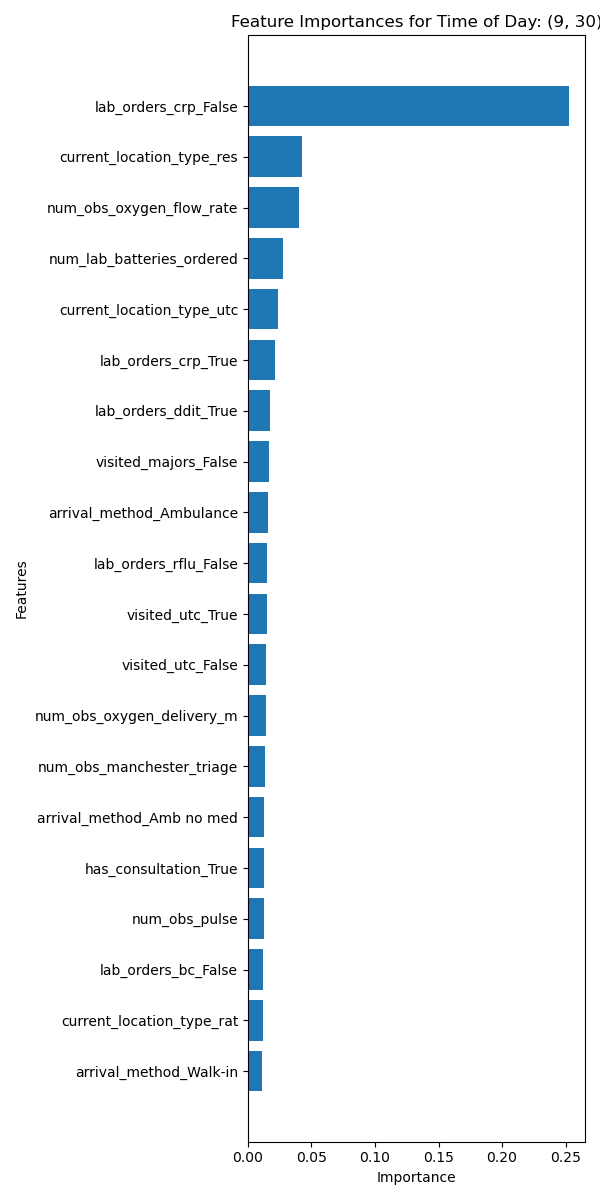 Feature Importances for Time of Day: (9, 30)
lab_orders_crp_False
current_location_type_res
num_obs_oxygen_flow_rate
num_lab_batteries_ordered
current_location_type_utc
lab_orders_crp_True
lab_orders_ddit_True
visited_majors_False
arrival_method_Ambulance
lab_orders_rflu_False
visited_utc_True
visited_utc_False
num_obs_oxygen_delivery_m
num_obs_manchester_triage
arrival_method_Amb no med
has_consultation_True
num_obs_pulse
lab_orders_bc_False
current_location_type_rat
arrival_method_Walk-in
Features
0.00 0.05 0.10 0.15 0.20 0.25
Importance